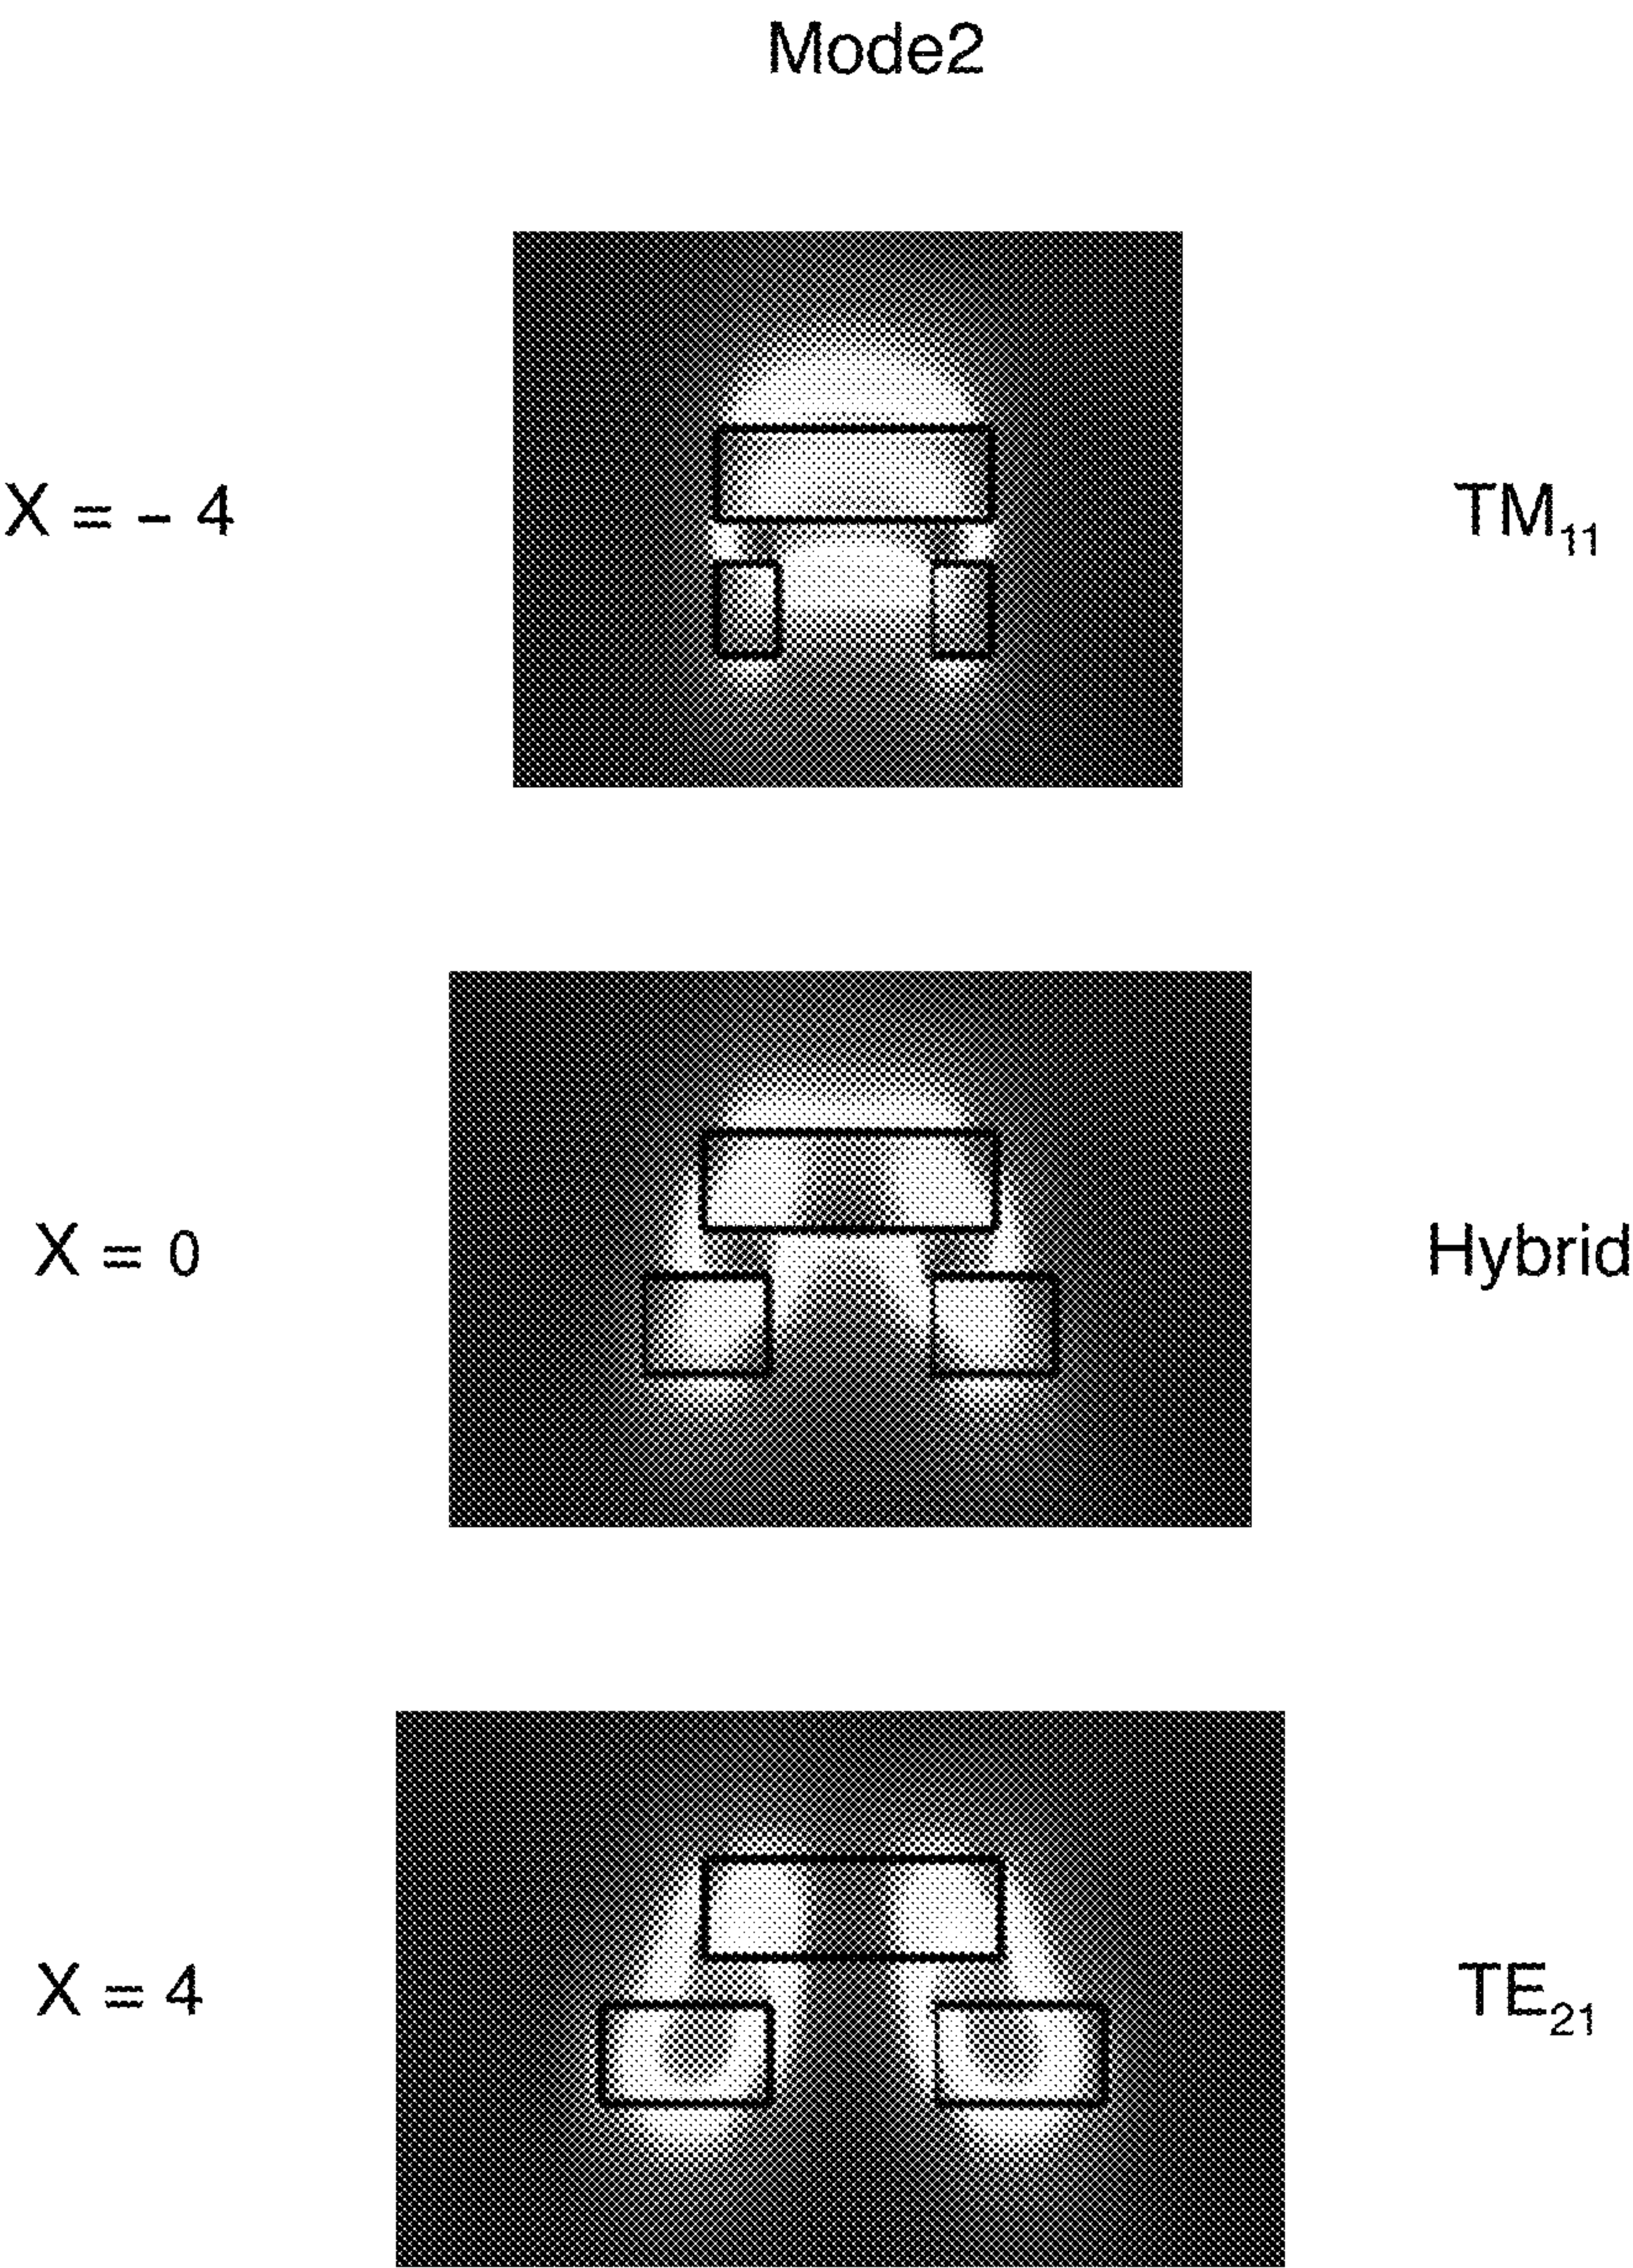 Mode2
X = – 4
TM₁₁
X = 0
Hybrid
X = 4
TE₂₁